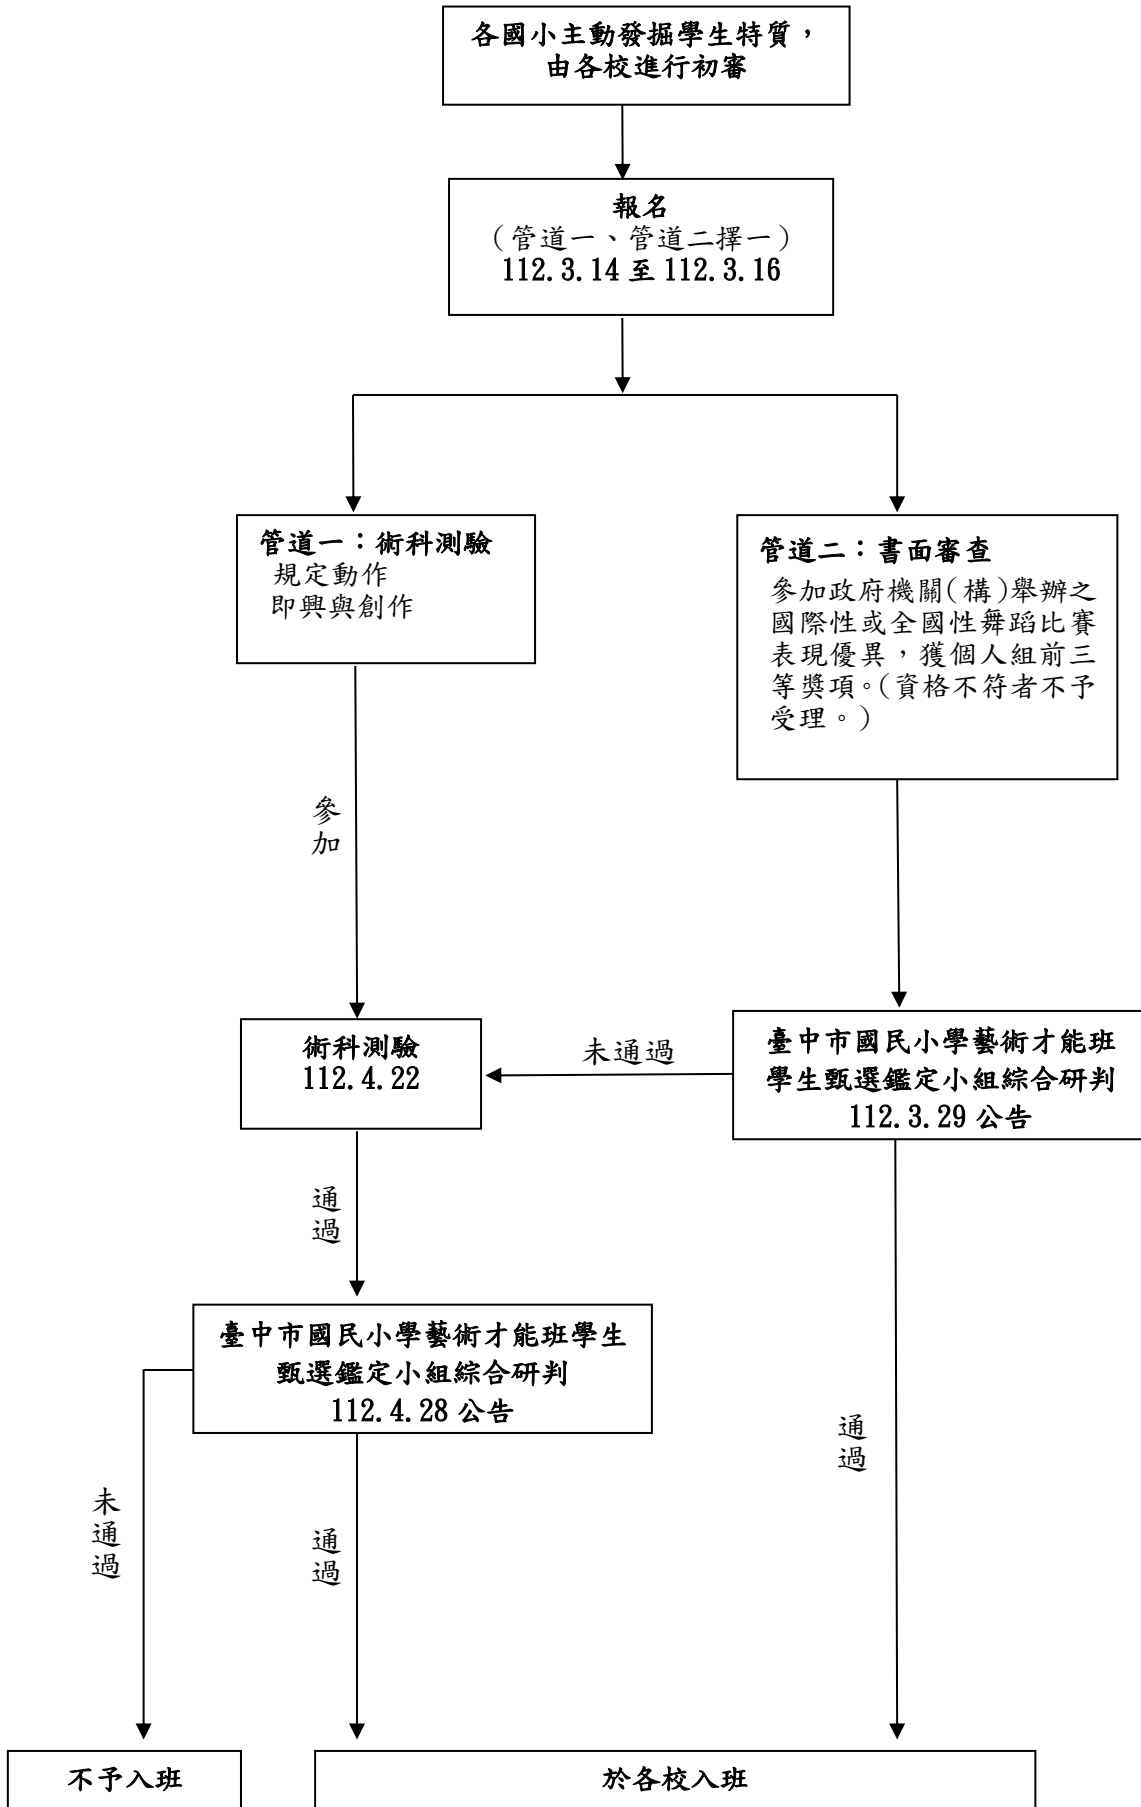 各國小主動發掘學生特質，
由各校進行初審
報名
（管道一、管道二擇一）
112.3.14 至 112.3.16
管道一：術科測驗
規定動作
即興與創作
管道二：書面審查
參加政府機關(構)舉辦之
國際性或全國性舞蹈比賽
表現優異，獲個人組前三
等獎項。(資格不符者不予
受理。)
參
加
術科測驗
112.4.22
未通過
臺中市國民小學藝術才能班
學生甄選鑑定小組綜合研判
112.3.29 公告
通
過
臺中市國民小學藝術才能班學生
甄選鑑定小組綜合研判
112.4.28 公告
通
過
未
通
過
通
過
不予入班
於各校入班